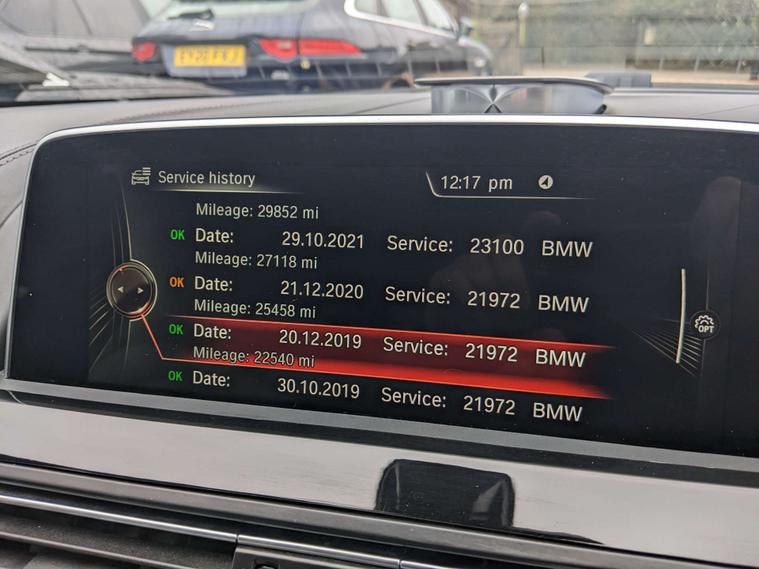 Service history
12:17 pm
Mileage: 29852 mi
OK Date: 29.10.2021 Service: 23100 BMW
Mileage: 27118 mi
OK Date: 21.12.2020 Service: 21972 BMW
Mileage: 25458 mi
OK Date: 20.12.2019 Service: 21972 BMW
Mileage: 22540 mi
OK Date: 30.10.2019 Service: 21972 BMW
OPT